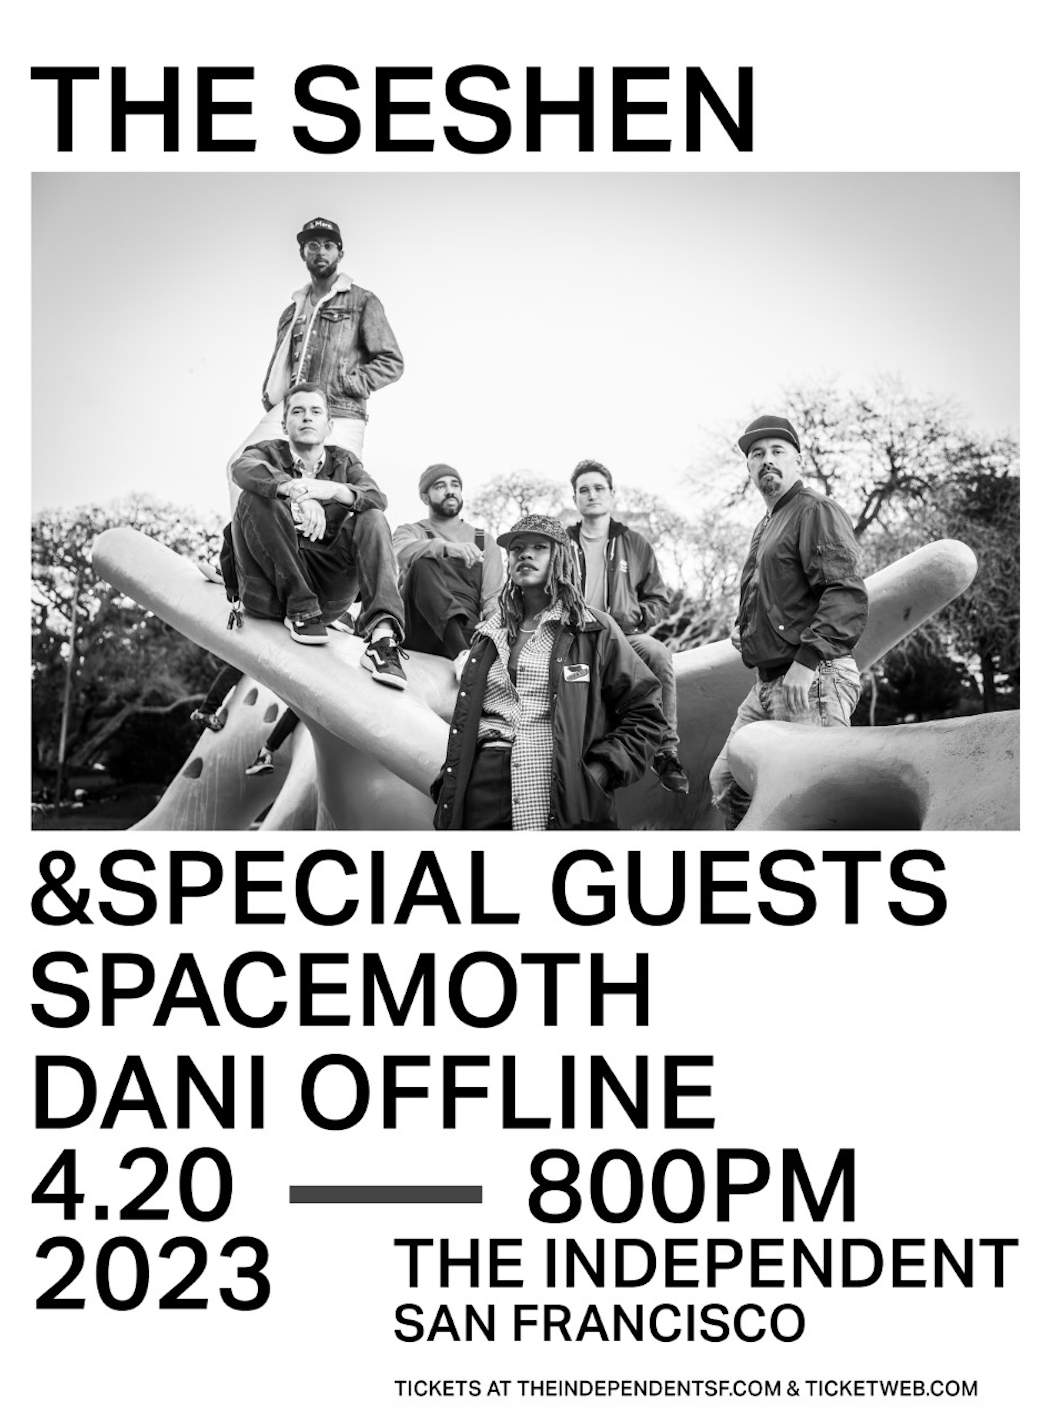 THE SESHEN
&SPECIAL GUESTS
SPACEMOTH
DANI OFFLINE
4.20 — 800PM
2023
THE INDEPENDENT
SAN FRANCISCO
TICKETS AT THEINDEPENDENTSF.COM & TICKETWEB.COM